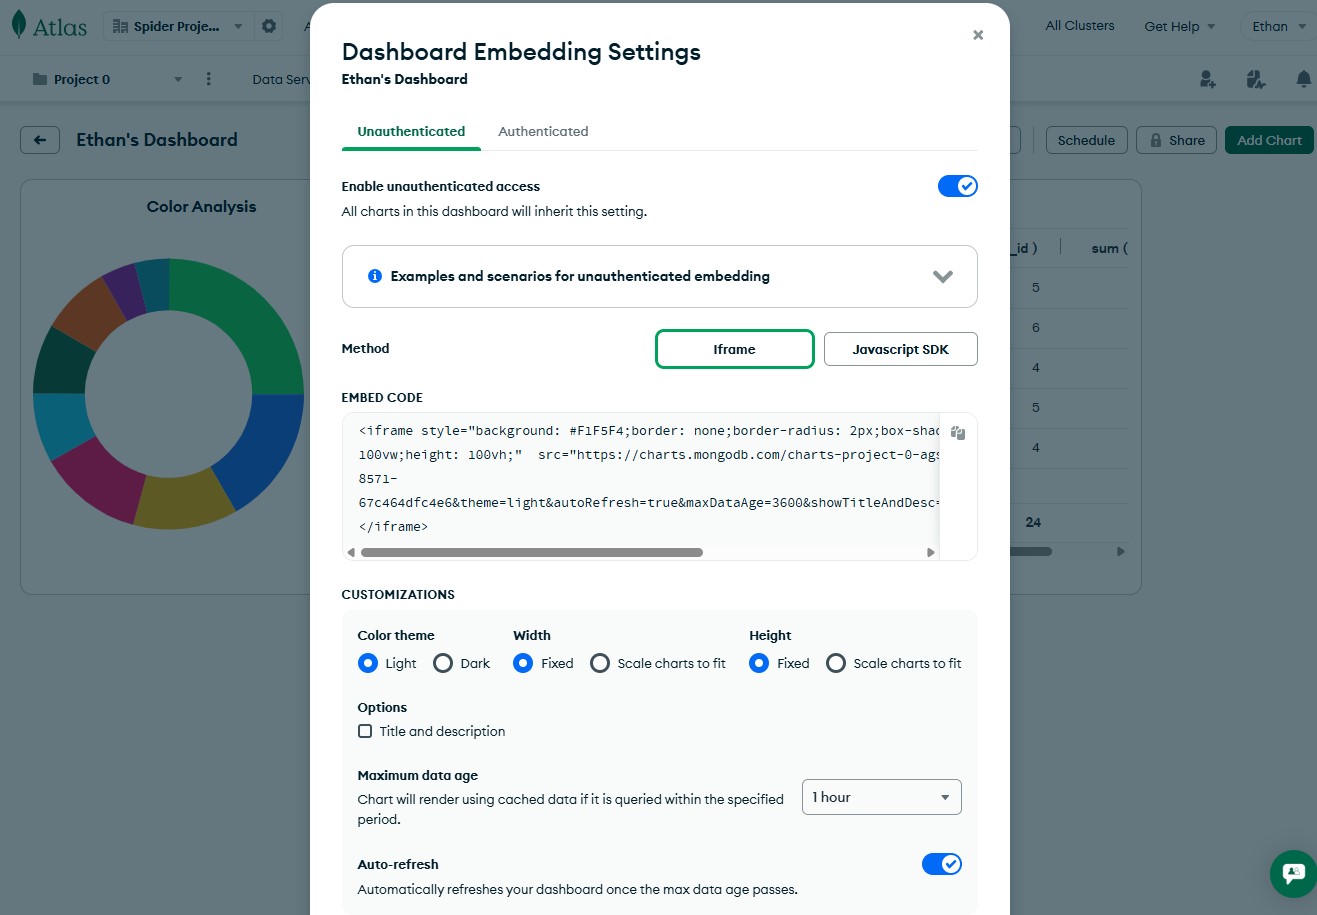 Atlas
Spider Proje...
A
All Clusters
Get Help
Ethan
Project 0
Data Serv
Ethan's Dashboard
Schedule
Share
Add Chart
Color Analysis
_id )
sum (
5
6
4
5
4
24
Dashboard Embedding Settings
Ethan's Dashboard
Unauthenticated
Authenticated
Enable unauthenticated access
All charts in this dashboard will inherit this setting.
Examples and scenarios for unauthenticated embedding
Method
Iframe
Javascript SDK
EMBED CODE
<iframe style="background: #F1F5F4;border: none;border-radius: 2px;box-shad
100vw;height: 100vh;"  src="https://charts.mongodb.com/charts-project-0-ags
8571-
67c464dfc4e6&theme=light&autoRefresh=true&maxDataAge=3600&showTitleAndDesc=
</iframe>
CUSTOMIZATIONS
Color theme
Width
Height
Light
Dark
Fixed
Scale charts to fit
Fixed
Scale charts to fit
Options
Title and description
Maximum data age
Chart will render using cached data if it is queried within the specified
period.
1 hour
Auto-refresh
Automatically refreshes your dashboard once the max data age passes.